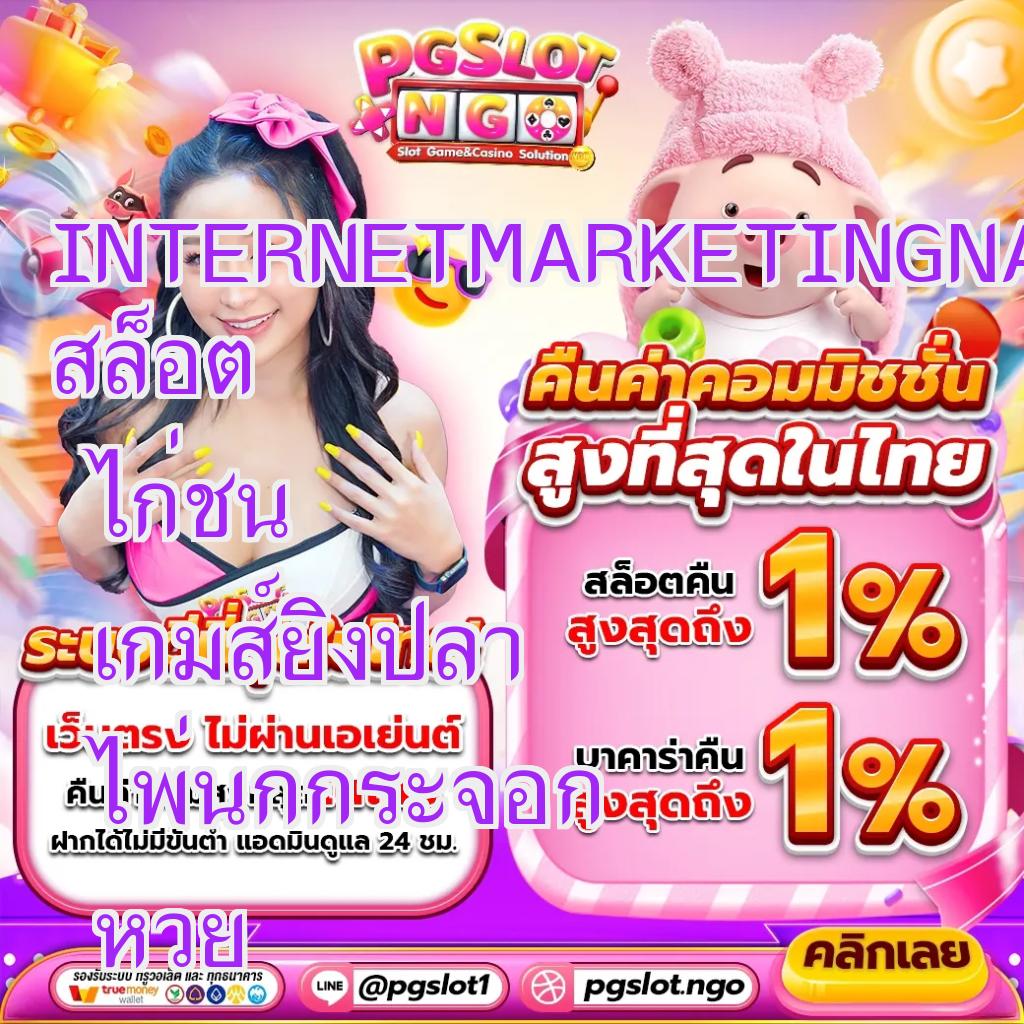 PGSLOT
NGO
Slot Game&Casino Solution
INTERNETMARKETINGNA
สล็อต
ไก่ชน
เกมส์ยิงปลา
ไพ่นกกระจอก
หวย
คืนค่าคอมมิชชั่น
สูงที่สุดในไทย
สล็อตคืน
สูงสุดถึง
1%
บาคาร่าคืน
สูงสุดถึง
1%
เว็บตรง ไม่ผ่านเอเย่นต์
ฝากได้ไม่มีขั้นต่ำ แอดมินดูแล 24 ชม.
รองรับระบบ ทรูวอเล็ต และ ทุกธนาคาร
truemoney
wallet
LINE
@pgslot1
pgslot.ngo
คลิกเลย